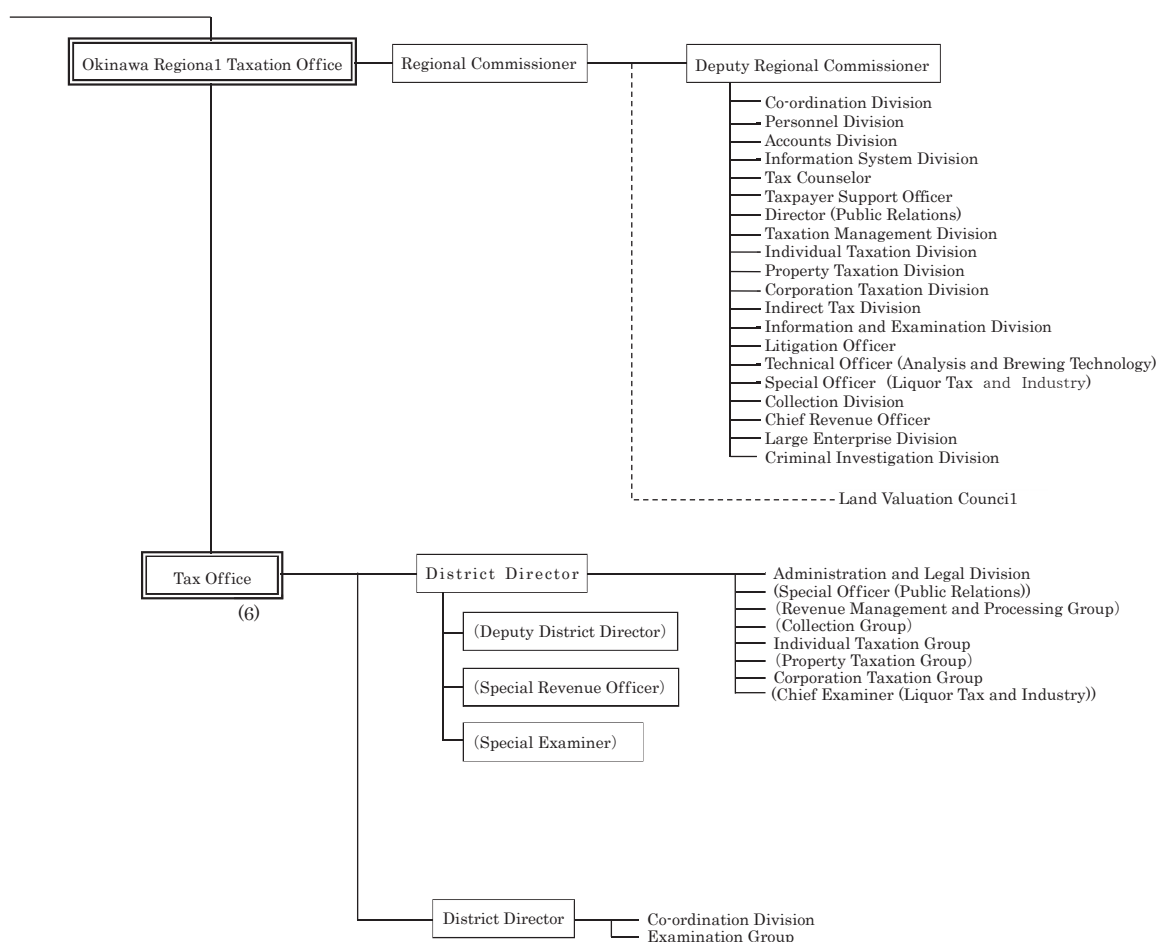 Okinawa Regiona1 Taxation Office
Regional Commissioner
Deputy Regional Commissioner
Co-ordination Division
Personnel Division
Accounts Division
Information System Division
Tax Counselor
Taxpayer Support Officer
Director (Public Relations)
Taxation Management Division
Individual Taxation Division
Property Taxation Division
Corporation Taxation Division
Indirect Tax Division
Information and Examination Division
Litigation Officer
Technical Officer (Analysis and Brewing Technology)
Special Officer (Liquor Tax and Industry)
Collection Division
Chief Revenue Officer
Large Enterprise Division
Criminal Investigation Division
Land Valuation Counci1
Tax Office
(6)
District Director
(Deputy District Director)
(Special Revenue Officer)
(Special Examiner)
Administration and Legal Division
(Special Officer (Public Relations))
(Revenue Management and Processing Group)
(Collection Group)
Individual Taxation Group
(Property Taxation Group)
Corporation Taxation Group
(Chief Examiner (Liquor Tax and Industry))
District Director
Co-ordination Division
Examination Group